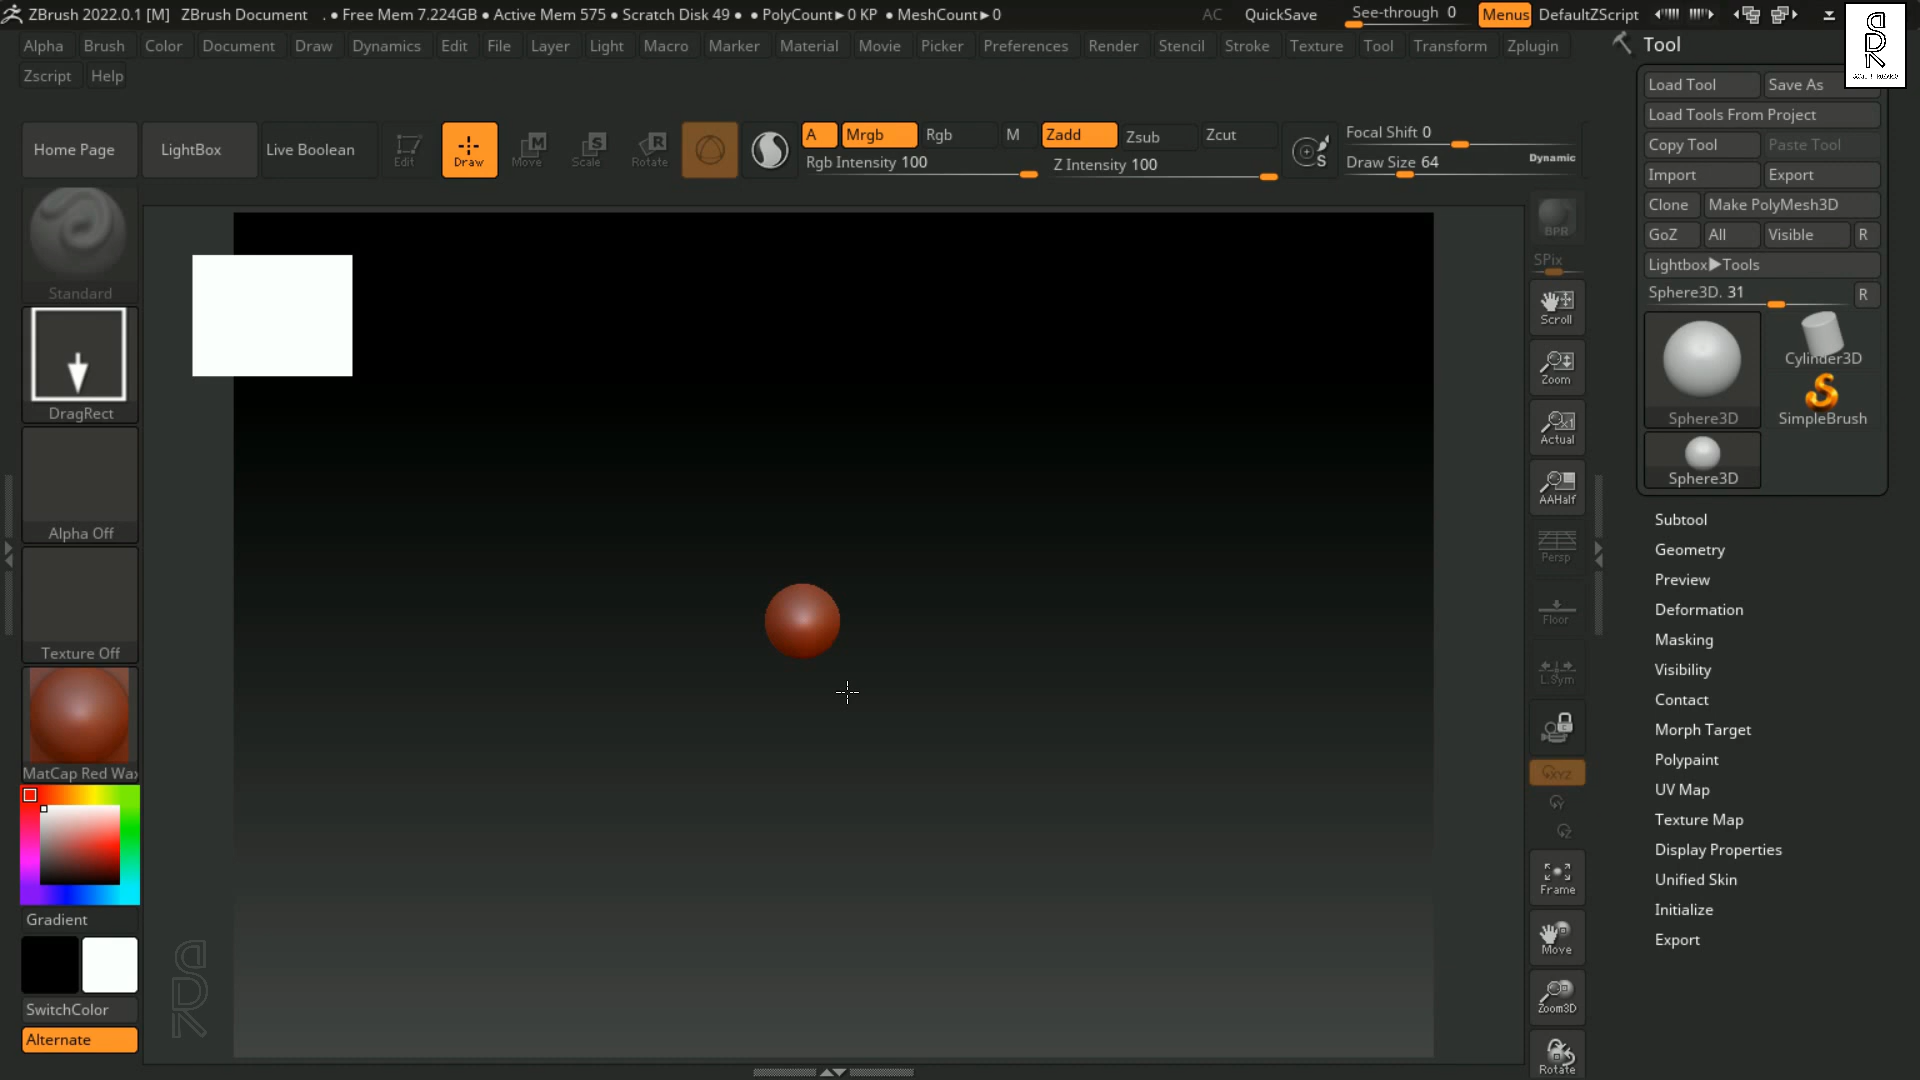 ZBrush 2022.0.1 [M] ZBrush Document . ● Free Mem 7.224GB ● Active Mem 575 ● Scratch Disk 49 ● ● PolyCount►0 KP ● MeshCount►0 AC QuickSave See-through 0 Menus DefaultZScript
Alpha Brush Color Document Draw Dynamics Edit File Layer Light Macro Marker Material Movie Picker Preferences Render Stencil Stroke Texture Tool Transform Zplugin
Zscript Help
Home Page LightBox Live Boolean Edit Draw Move Scale Rotate A Mrgb Rgb M Zadd Zsub Zcut Focal Shift 0
Rgb Intensity 100 Z Intensity 100 Draw Size 64 Dynamic
Standard
DragRect
Alpha Off
Texture Off
MatCap Red Wax
Gradient
SwitchColor
Alternate
SDR
BPR
SPix
Scroll
Zoom
Actual
AAHalf
Persp
Floor
L.Sym
XYZ
Y
Z
Frame
Move
Zoom3D
Rotate
Tool
SDR
Load Tool Save As
Load Tools From Project
Copy Tool Paste Tool
Import Export
Clone Make PolyMesh3D
GoZ All Visible R
Lightbox►Tools
Sphere3D. 31 R
Sphere3D Cylinder3D
SimpleBrush
Sphere3D
Subtool
Geometry
Preview
Deformation
Masking
Visibility
Contact
Morph Target
Polypaint
UV Map
Texture Map
Display Properties
Unified Skin
Initialize
Export